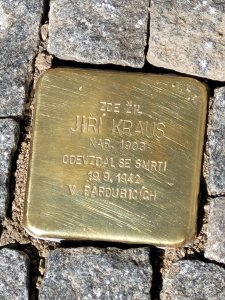 ZDE ŽIL
JIŘÍ KRAUS
NAR. 1903
ODEVZDAL SE SMRTI
19.9.1942
V PARDUBICÍCH